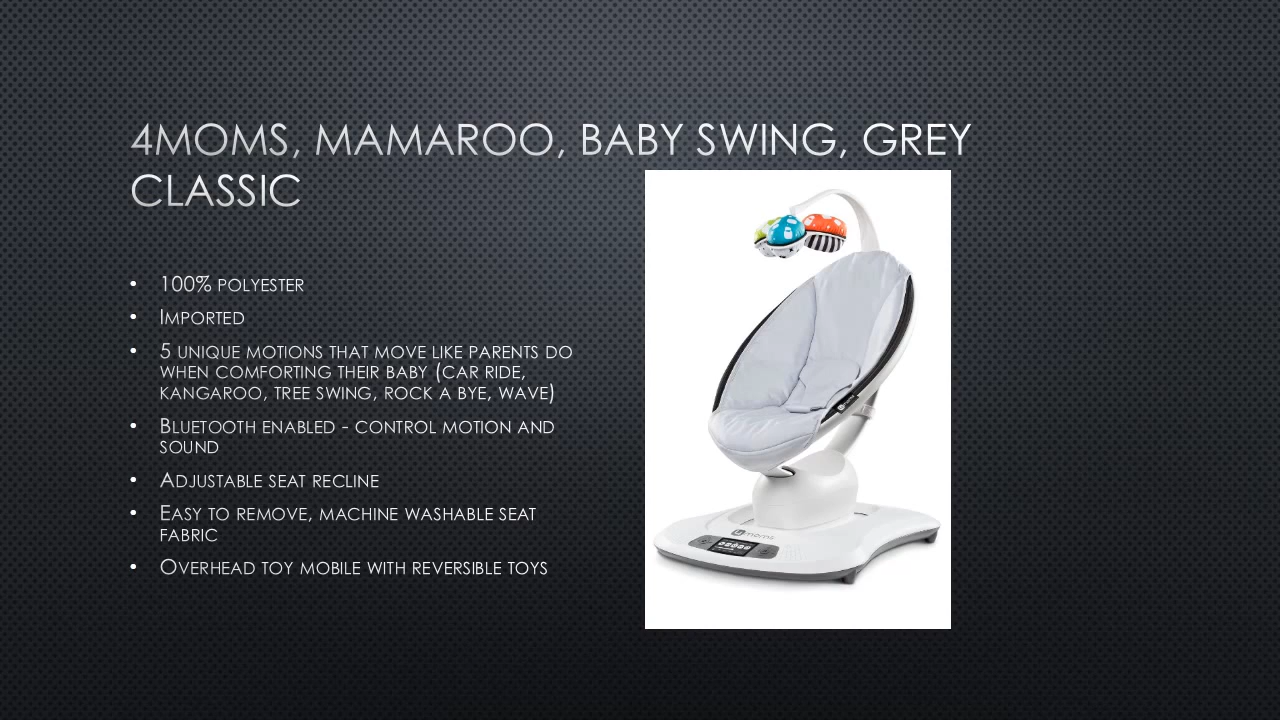 4MOMS, MAMAROO, BABY SWING, GREY
CLASSIC
• 100% POLYESTER
• IMPORTED
• 5 UNIQUE MOTIONS THAT MOVE LIKE PARENTS DO
WHEN COMFORTING THEIR BABY (CAR RIDE,
KANGAROO, TREE SWING, ROCK A BYE, WAVE)
• BLUETOOTH ENABLED - CONTROL MOTION AND
SOUND
• ADJUSTABLE SEAT RECLINE
• EASY TO REMOVE, MACHINE WASHABLE SEAT
FABRIC
• OVERHEAD TOY MOBILE WITH REVERSIBLE TOYS
4moms